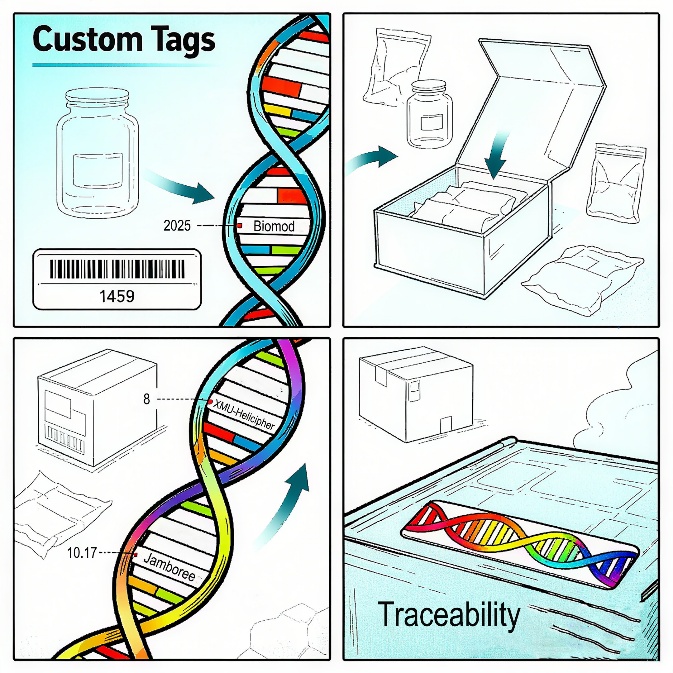 Custom Tags
2025
Biomod
1459
8
XMU-Helicipher
10.17
Jamboree
Traceability